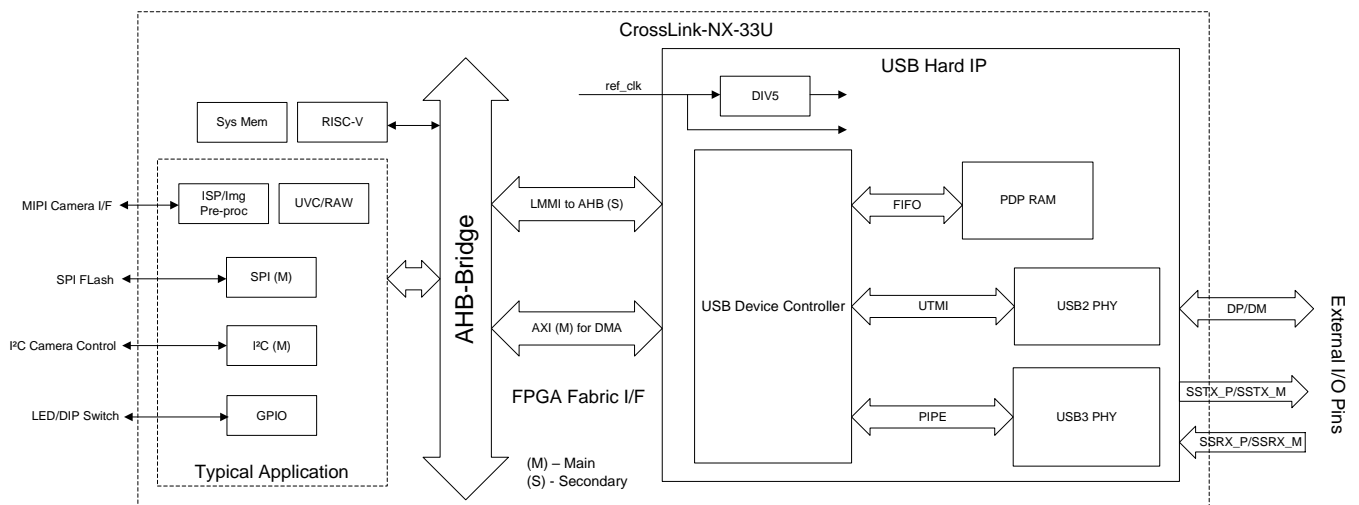 CrossLink-NX-33U
USB Hard IP
ref_clk
DIV5
Sys Mem
RISC-V
MIPI Camera I/F
ISP/Img
Pre-proc
UVC/RAW
SPI FLash
SPI (M)
I²C Camera Control
I²C (M)
LED/DIP Switch
GPIO
Typical Application
AHB-Bridge
LMMI to AHB (S)
AXI (M) for DMA
FPGA Fabric I/F
(M) – Main
(S) - Secondary
USB Device Controller
FIFO
PDP RAM
UTMI
USB2 PHY
DP/DM
PIPE
USB3 PHY
SSTX_P/SSTX_M
SSRX_P/SSRX_M
External I/O Pins